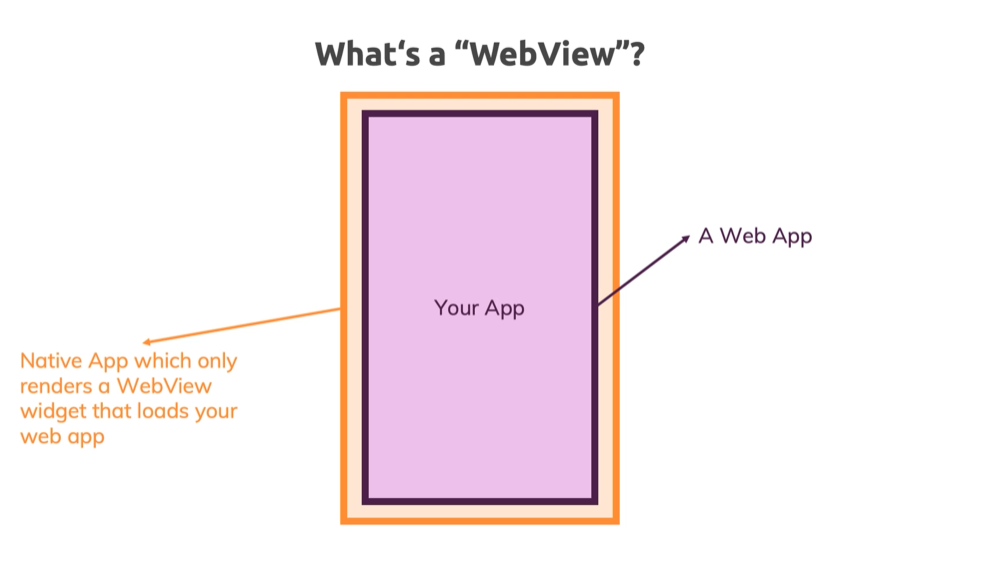 What‘s a “WebView”?
A Web App
Your App
Native App which only
renders a WebView
widget that loads your
web app